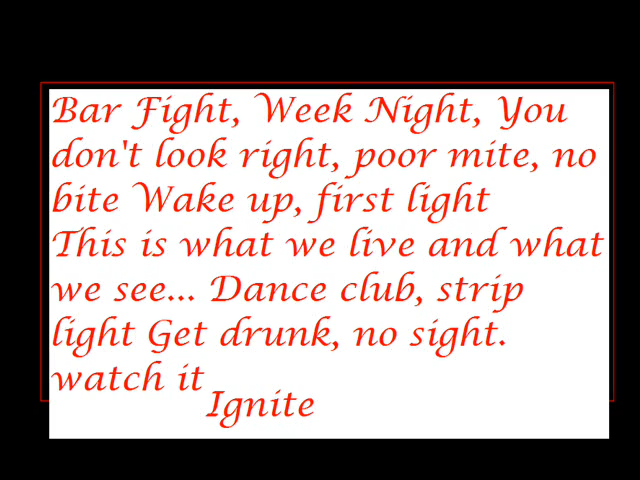 Bar Fight, Week Night, You
don't look right, poor mite, no
bite Wake up, first light
This is what we live and what
we see... Dance club, strip
light Get drunk, no sight.
watch it
Ignite